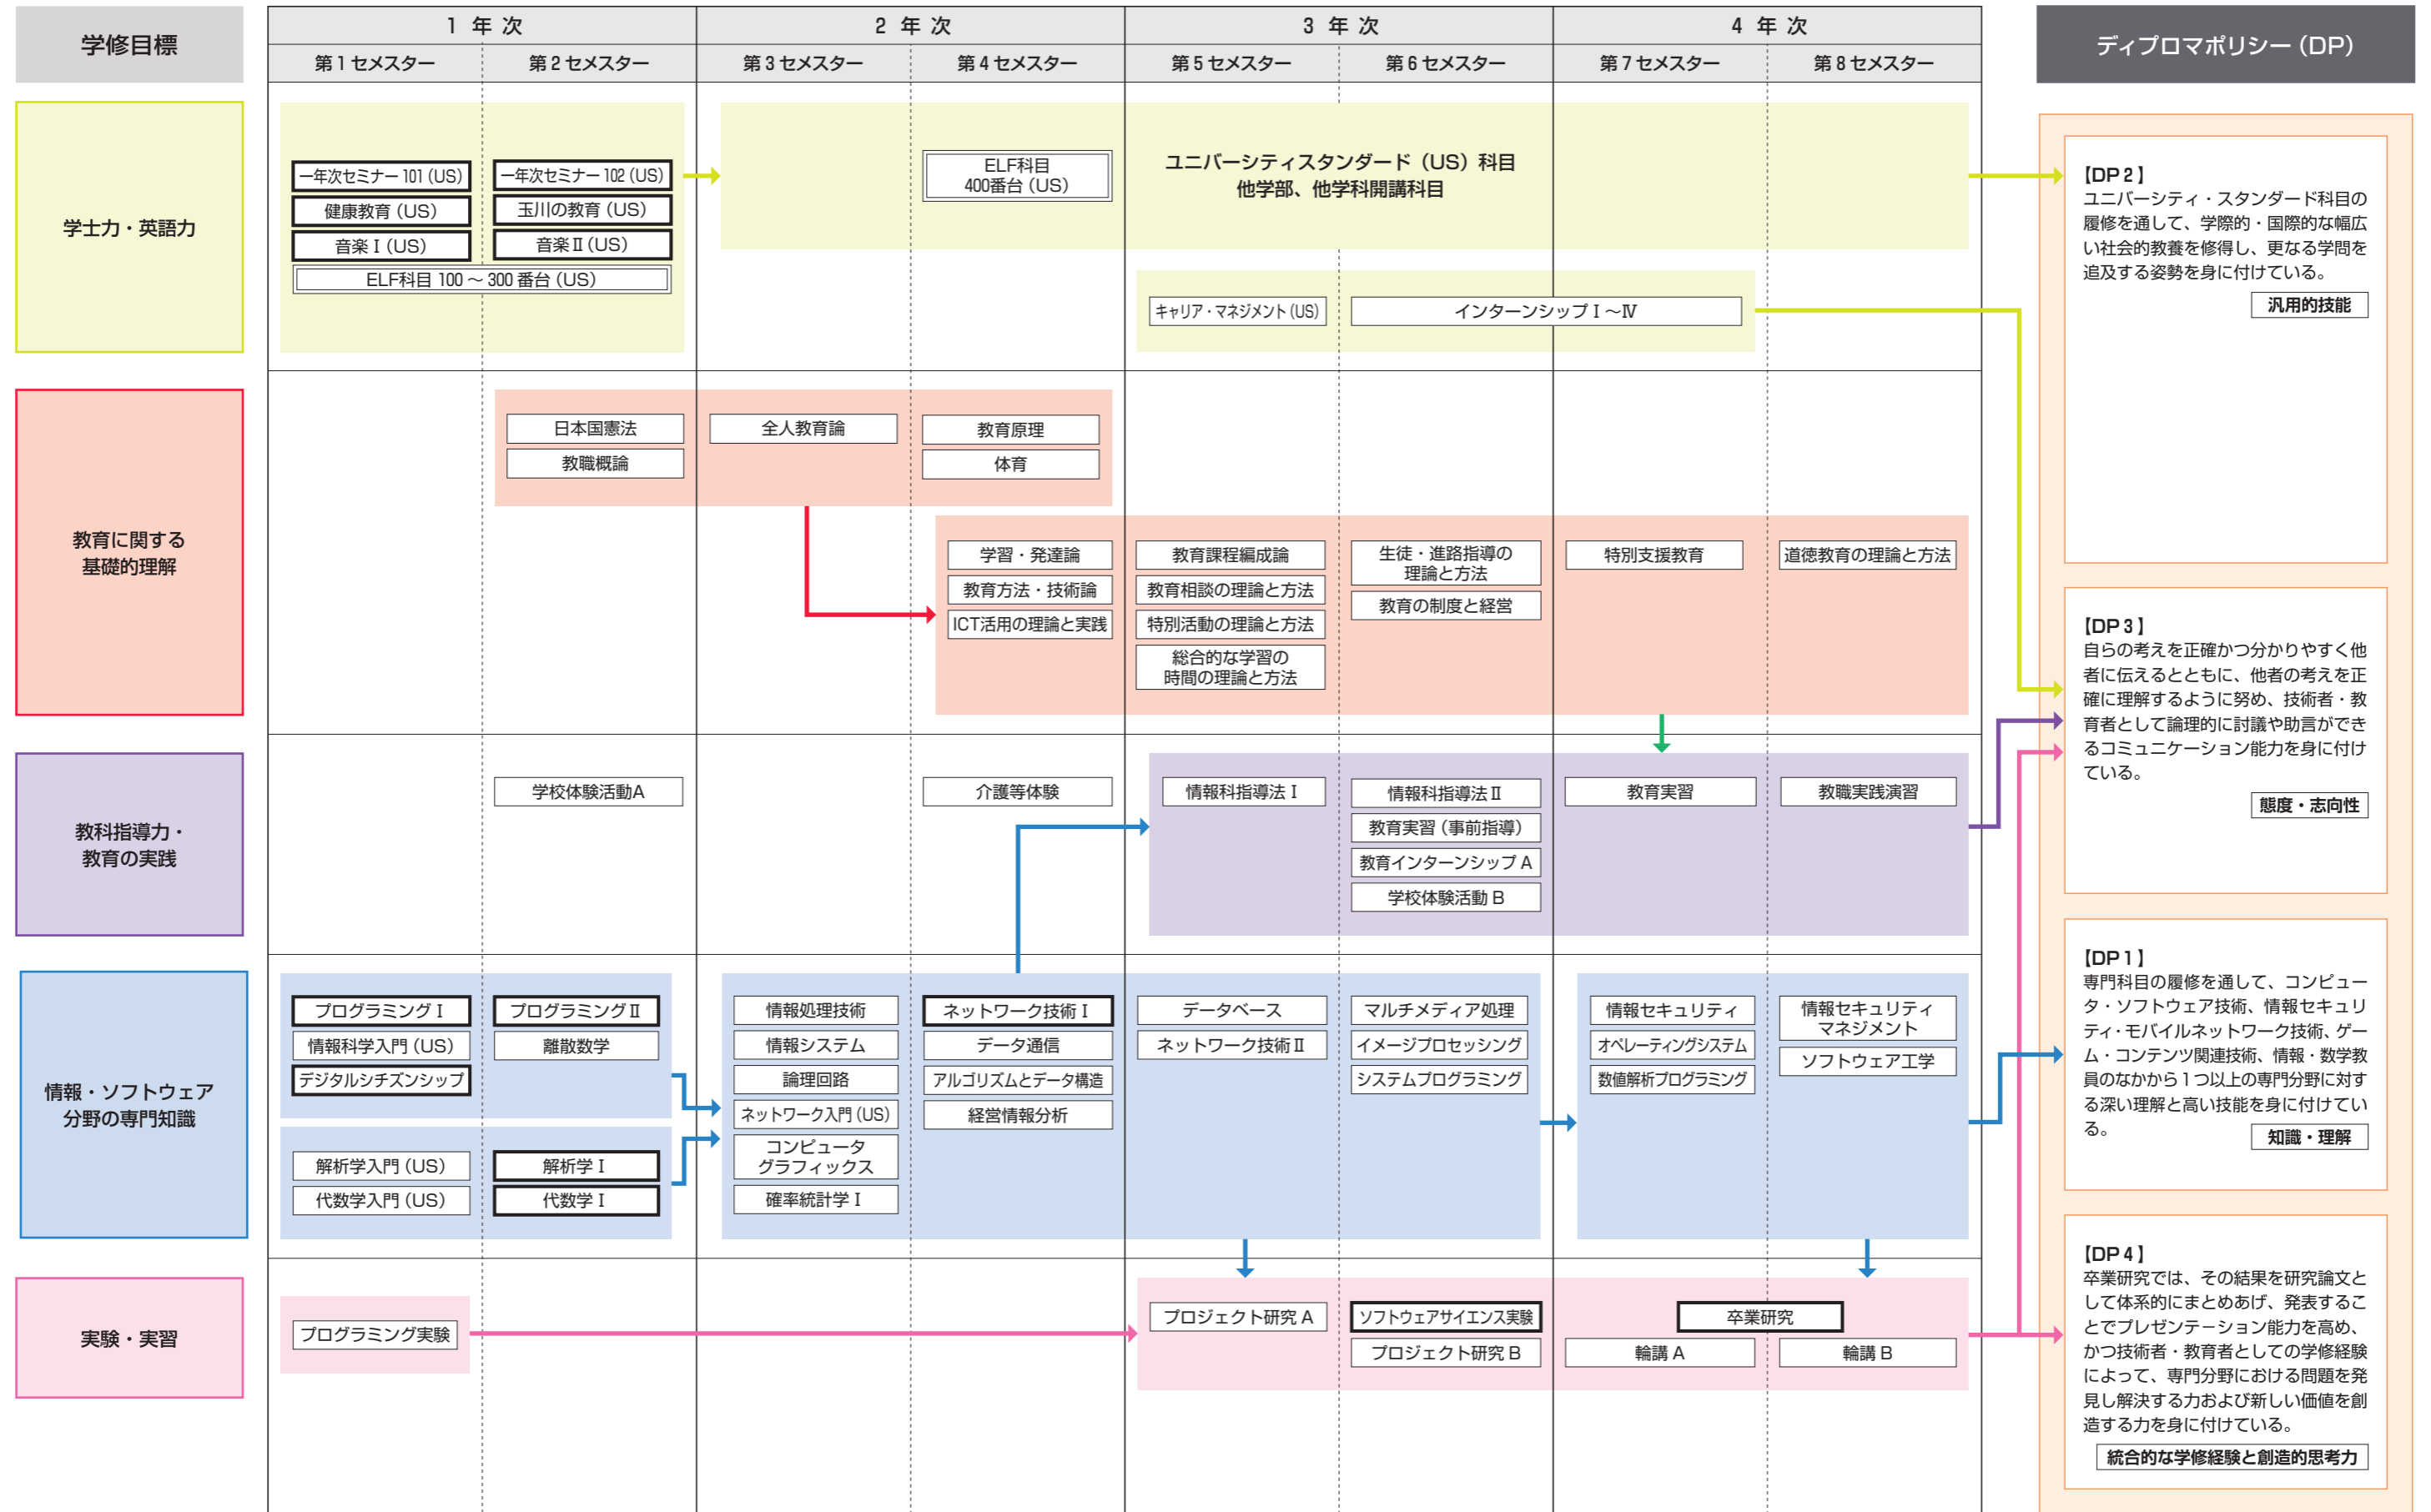 学修目標
1 年 次
2 年 次
3 年 次
4 年 次
ディプロマポリシー（DP）
第1セメスター
第2セメスター
第3セメスター
第4セメスター
第5セメスター
第6セメスター
第7セメスター
第8セメスター
学士力・英語力
一年次セミナー 101（US）
健康教育（US）
音楽Ⅰ（US）
一年次セミナー 102（US）
玉川の教育（US）
音楽Ⅱ（US）
ELF科目 100 ～ 300 番台（US）
ELF科目
400番台（US）
ユニバーシティスタンダード（US）科目
他学部、他学科開講科目
キャリア・マネジメント（US）
インターンシップⅠ～Ⅳ
教育に関する
基礎的理解
日本国憲法
教職概論
全人教育論
教育原理
体育
学習・発達論
教育方法・技術論
ICT活用の理論と実践
教育課程編成論
教育相談の理論と方法
特別活動の理論と方法
総合的な学習の
時間の理論と方法
生徒・進路指導の
理論と方法
教育の制度と経営
特別支援教育
道徳教育の理論と方法
教科指導力・
教育の実践
学校体験活動A
介護等体験
情報科指導法Ⅰ
情報科指導法Ⅱ
教育実習（事前指導）
教育インターンシップ A
学校体験活動 B
教育実習
教職実践演習
情報・ソフトウェア
分野の専門知識
プログラミングⅠ
情報科学入門（US）
デジタルシチズンシップ
プログラミングⅡ
離散数学
解析学入門（US）
代数学入門（US）
解析学Ⅰ
代数学Ⅰ
情報処理技術
情報システム
論理回路
ネットワーク入門（US）
コンピュータ
グラフィックス
確率統計学Ⅰ
ネットワーク技術Ⅰ
データ通信
アルゴリズムとデータ構造
経営情報分析
データベース
ネットワーク技術Ⅱ
マルチメディア処理
イメージプロセッシング
システムプログラミング
情報セキュリティ
オペレーティングシステム
数値解析プログラミング
情報セキュリティ
マネジメント
ソフトウェア工学
実験・実習
プログラミング実験
プロジェクト研究 A
ソフトウェアサイエンス実験
プロジェクト研究 B
卒業研究
輪講 A
輪講 B
【DP 2】
ユニバーシティ・スタンダード科目の
履修を通して、学際的・国際的な幅広
い社会的教養を修得し、更なる学問を
追及する姿勢を身に付けている。
汎用的技能
【DP 3】
自らの考えを正確かつ分かりやすく他
者に伝えるとともに、他者の考えを正
確に理解するように努め、技術者・教
育者として論理的に討議や助言ができ
るコミュニケーション能力を身に付け
ている。
態度・志向性
【DP 1】
専門科目の履修を通して、コンピュー
タ・ソフトウェア技術、情報セキュリ
ティ・モバイルネットワーク技術、ゲー
ム・コンテンツ関連技術、情報・数学教
員のなかから１つ以上の専門分野に対す
る深い理解と高い技能を身に付けてい
る。
知識・理解
【DP 4】
卒業研究では、その結果を研究論文と
して体系的にまとめあげ、発表するこ
とでプレゼンテーション能力を高め、
かつ技術者・教育者としての学修経験
によって、専門分野における問題を発
見し解決する力および新しい価値を創
造する力を身に付けている。
統合的な学修経験と創造的思考力